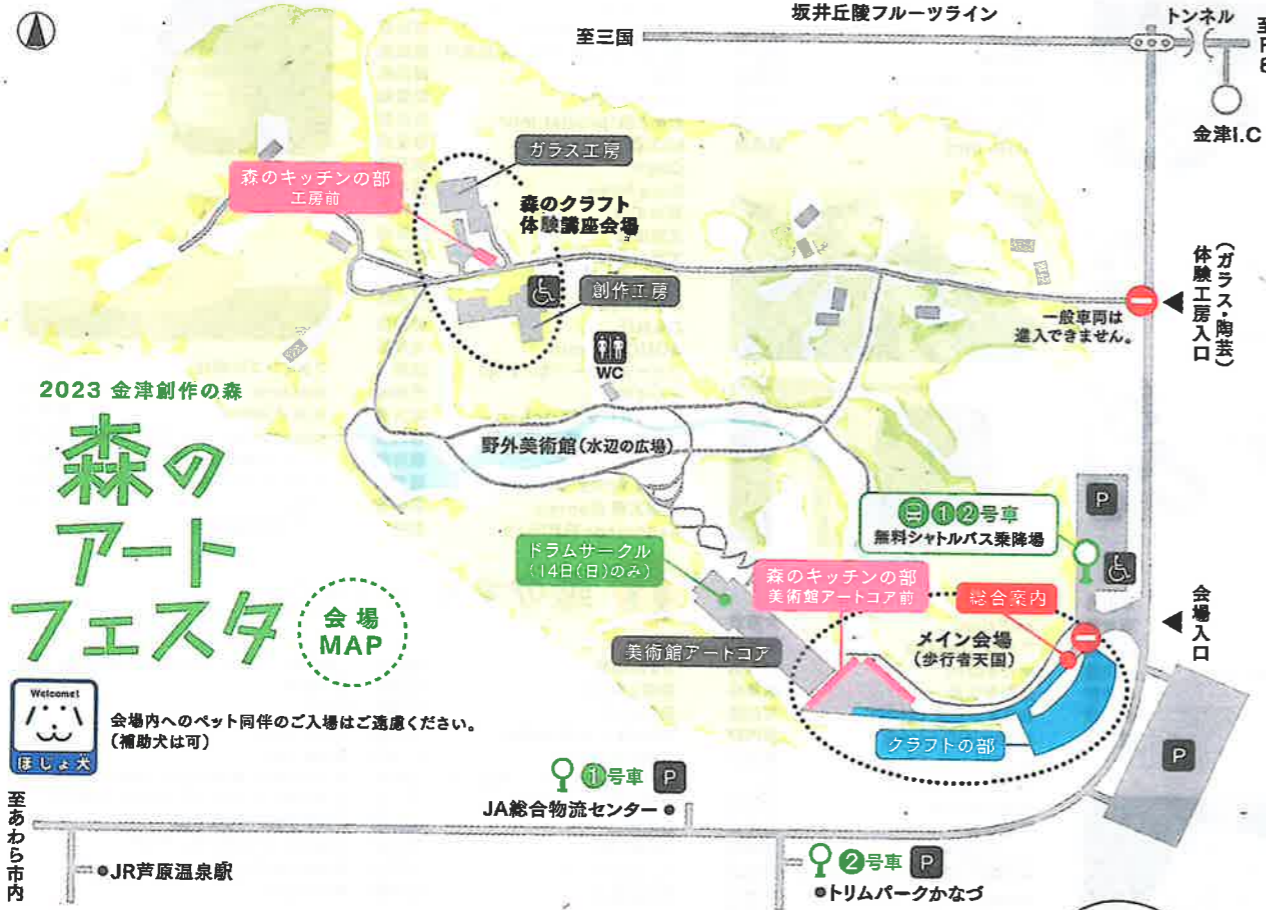 坂井丘陵フルーツライン
トンネル
至三国
至
金津I.C
ガラス工房
森のキッチンの部
工房前
森のクラフト
体験講座会場
創作工房
WC
一般車両は
進入できません。
(ガラス・陶芸)
体験工房入口
2023 金津創作の森
森の
アート
フェスタ
会場
MAP
野外美術館(水辺の広場)
P
①②号車
無料シャトルバス乗降場
ドラムサークル
(14日(日)のみ)
森のキッチンの部
美術館アートコア前
総合案内
会場入口
美術館アートコア
メイン会場
(歩行者天国)
クラフトの部
P
Welcome!
ほじょ犬
会場内へのペット同伴のご入場はご遠慮ください。
(補助犬は可)
①号車 P
JA総合物流センター
至あわら市内
JR芦原温泉駅
②号車 P
トリムパークかなづ